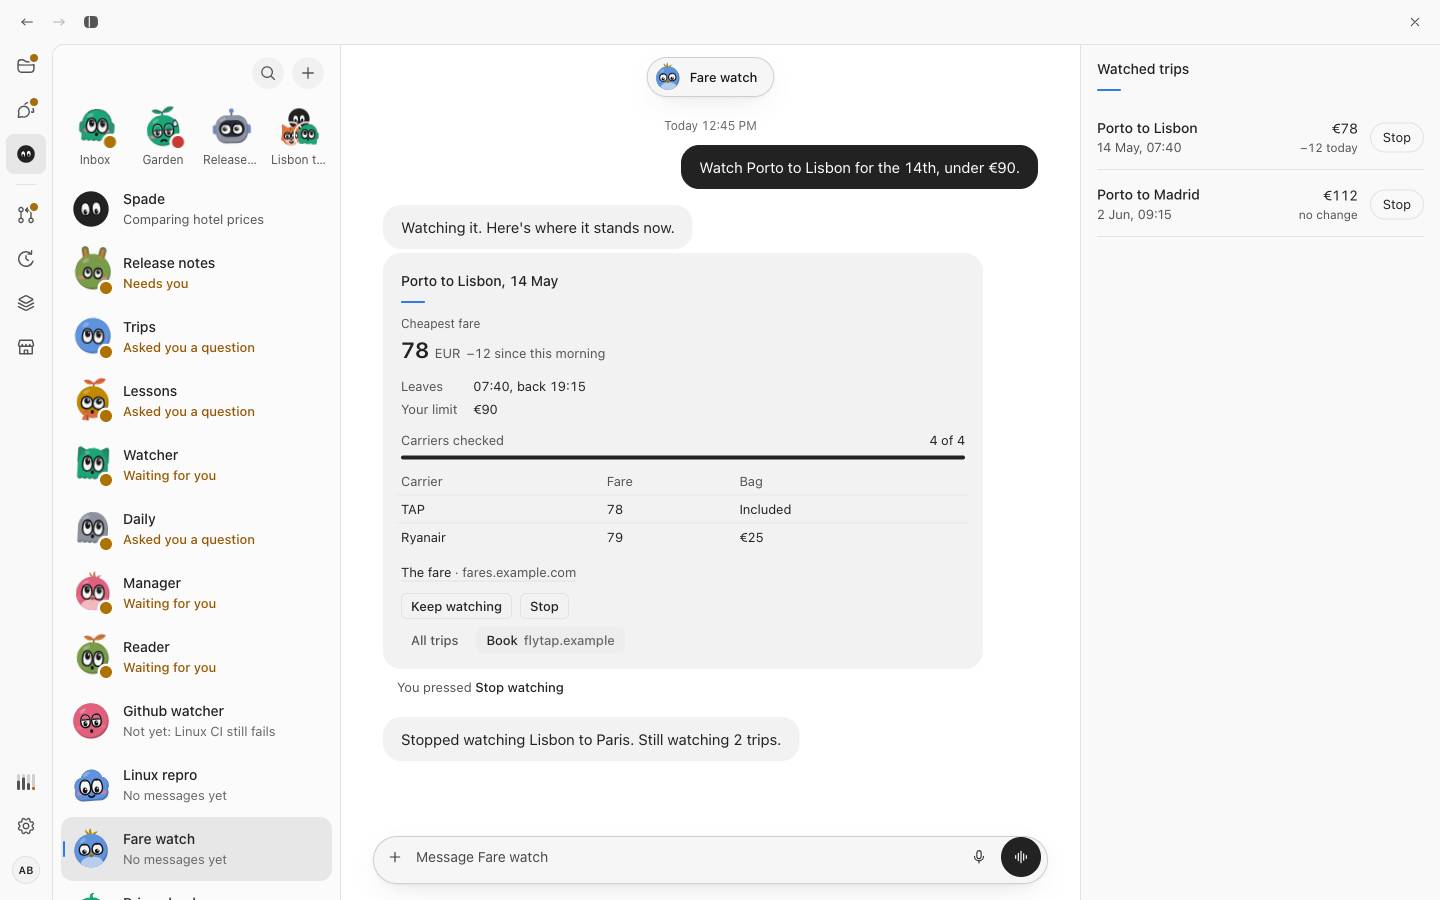 Inbox
Garden
Release...
Lisbon t...
Spade
Comparing hotel prices
Release notes
Needs you
Trips
Asked you a question
Lessons
Asked you a question
Watcher
Waiting for you
Daily
Asked you a question
Manager
Waiting for you
Reader
Waiting for you
Github watcher
Not yet: Linux CI still fails
Linux repro
No messages yet
Fare watch
No messages yet
AB
Fare watch
Today 12:45 PM
Watch Porto to Lisbon for the 14th, under €90.
Watching it. Here's where it stands now.
Porto to Lisbon, 14 May
Cheapest fare
78 EUR −12 since this morning
Leaves 07:40, back 19:15
Your limit €90
Carriers checked 4 of 4
Carrier Fare Bag
TAP 78 Included
Ryanair 79 €25
The fare · fares.example.com
Keep watching Stop
All trips Book flytap.example
You pressed Stop watching
Stopped watching Lisbon to Paris. Still watching 2 trips.
Message Fare watch
Watched trips
Porto to Lisbon €78 Stop
14 May, 07:40 −12 today
Porto to Madrid €112 Stop
2 Jun, 09:15 no change